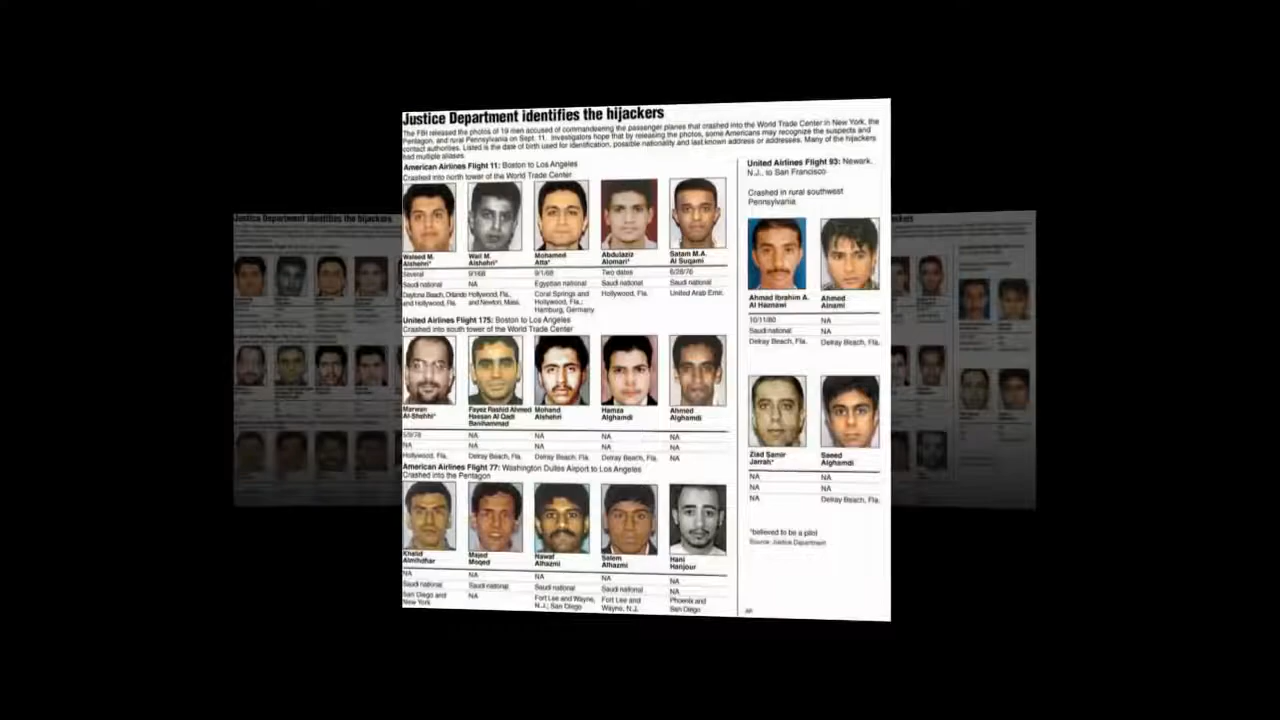 Justice Department identifies the hijackers
The FBI released the photos of 19 men accused of commandeering the passenger planes that crashed into the World Trade Center in New York, the
Pentagon, and rural Pennsylvania on Sept. 11. Investigators hope that by releasing the photos, some Americans may recognize the suspects and
contact authorities. Listed is the date of birth used for identification, possible nationality and last known address or addresses. Many of the hijackers
had multiple aliases.
American Airlines Flight 11: Boston to Los Angeles
Crashed into north tower of the World Trade Center
Waleed M. Alshehri*
Wail M. Alshehri*
Mohamed Atta*
Abdulaziz Alomari*
Satam M.A. Al Suqami
Several
9/1/68
Two dates
6/28/76
Saudi national
NA
Egyptian national
Saudi national
Saudi national
Daytona Beach, Orlando and Hollywood, Fla.
Hollywood, Fla., and Newton, Mass.
Coral Springs and Hollywood, Fla.; Hamburg, Germany
Hollywood, Fla.
United Arab Emir.
United Airlines Flight 175: Boston to Los Angeles
Crashed into south tower of the World Trade Center
Marwan Al-Shehhi*
Fayez Rashid Ahmed Hassan Al Qadi Banihammad
Mohand Alshehri
Hamza Alghamdi
Ahmed Alghamdi
NA
NA
NA
NA
NA
NA
NA
NA
NA
Hollywood, Fla.
Delray Beach, Fla.
Delray Beach, Fla.
Delray Beach, Fla.
NA
American Airlines Flight 77: Washington Dulles Airport to Los Angeles
Crashed into the Pentagon
Khalid Almihdhar
Majed Moqed
Nawaf Alhazmi
Salem Alhazmi
Hani Hanjour
NA
NA
NA
NA
NA
Saudi national
Saudi national
Saudi national
Saudi national
NA
San Diego and New York
NA
Fort Lee and Wayne, N.J.; San Diego
Fort Lee and Wayne, N.J.
Phoenix and San Diego
United Airlines Flight 93: Newark,
N.J., to San Francisco
Crashed in rural southwest
Pennsylvania
Ahmad Ibrahim A. Al Haznawi
Ahmed Alnami
10/11/80
NA
Saudi national
NA
Delray Beach, Fla.
Delray Beach, Fla.
Ziad Samir Jarrah*
Saeed Alghamdi
NA
NA
NA
NA
NA
Delray Beach, Fla.
*believed to be a pilot
Source: Justice Department
AP